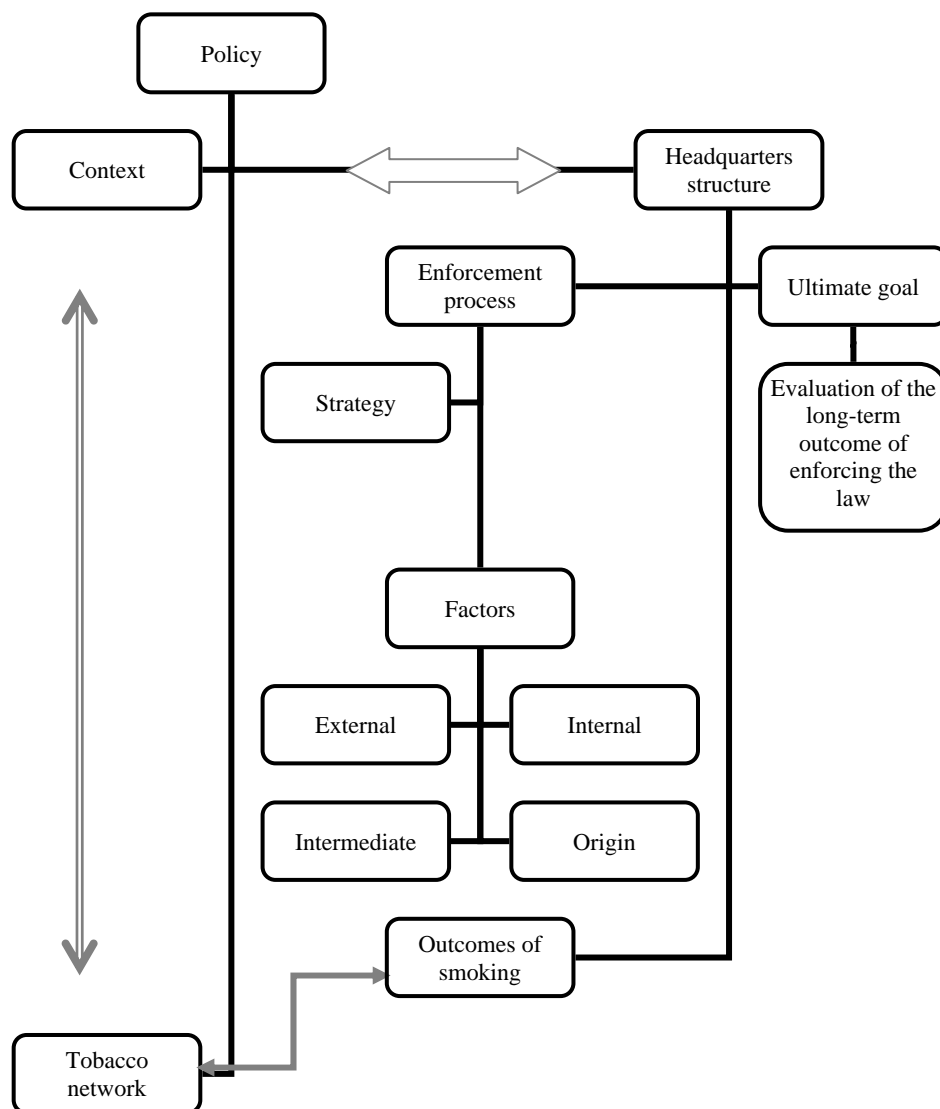 Policy
Context
Headquarters
structure
Enforcement
process
Ultimate goal
Strategy
Evaluation of the
long-term
outcome of
enforcing the
law
Factors
External
Internal
Intermediate
Origin
Outcomes of
smoking
Tobacco
network